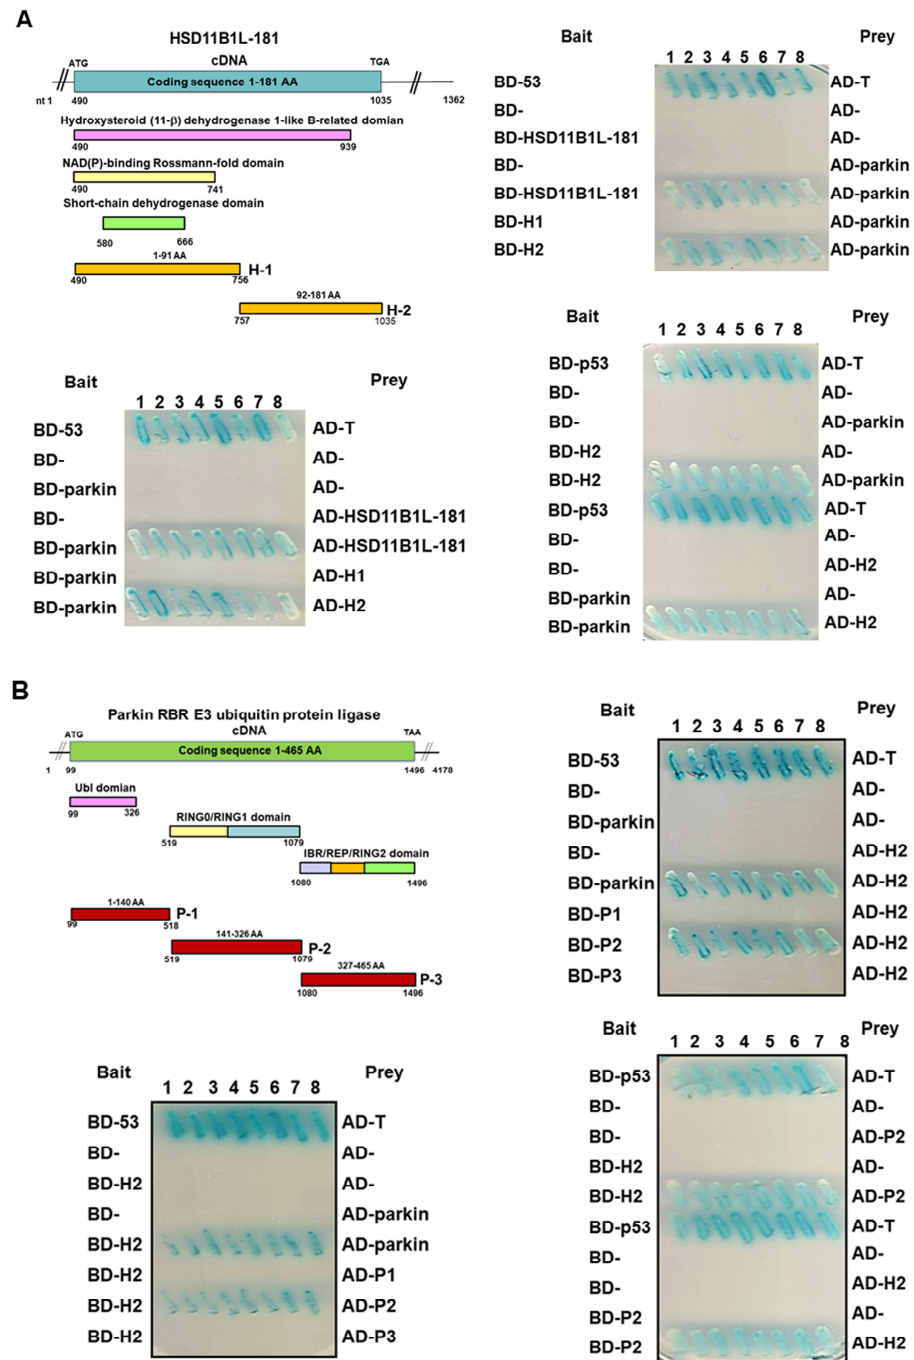 A
HSD11B1L-181
cDNA
ATG
TGA
Coding sequence 1-181 AA
nt 1
490
1035
1362
Hydroxysteroid (11-β) dehydrogenase 1-like B-related domian
490
939
NAD(P)-binding Rossmann-fold domain
490
741
Short-chain dehydrogenase domain
580
666
1-91 AA
H-1
490
756
92-181 AA
H-2
757
1035
Bait
Prey
1 2 3 4 5 6 7 8
BD-53 AD-T
BD- AD-
BD-HSD11B1L-181 AD-
BD- AD-parkin
BD-HSD11B1L-181 AD-parkin
BD-H1 AD-parkin
BD-H2 AD-parkin
Bait
Prey
1 2 3 4 5 6 7 8
BD-53 AD-T
BD- AD-
BD-parkin AD-
BD- AD-HSD11B1L-181
BD-parkin AD-HSD11B1L-181
BD-parkin AD-H1
BD-parkin AD-H2
Bait
Prey
1 2 3 4 5 6 7 8
BD-p53 AD-T
BD- AD-
BD- AD-parkin
BD-H2 AD-
BD-H2 AD-parkin
BD-p53 AD-T
BD- AD-
BD- AD-H2
BD-parkin AD-
BD-parkin AD-H2
B
Parkin RBR E3 ubiquitin protein ligase
cDNA
ATG
TAA
Coding sequence 1-465 AA
1
99
1496
4178
Ubl domian
99
326
RING0/RING1 domain
519
1079
IBR/REP/RING2 domain
1080
1496
1-140 AA
P-1
99
518
141-326 AA
P-2
519
1079
327-465 AA
P-3
1080
1496
Bait
Prey
1 2 3 4 5 6 7 8
BD-53 AD-T
BD- AD-
BD-parkin AD-
BD- AD-H2
BD-parkin AD-H2
BD-P1 AD-H2
BD-P2 AD-H2
BD-P3 AD-H2
Bait
Prey
1 2 3 4 5 6 7 8
BD-53 AD-T
BD- AD-
BD-H2 AD-
BD- AD-parkin
BD-H2 AD-parkin
BD-H2 AD-P1
BD-H2 AD-P2
BD-H2 AD-P3
Bait
Prey
1 2 3 4 5 6 7 8
BD-p53 AD-T
BD- AD-
BD- AD-P2
BD-H2 AD-
BD-H2 AD-P2
BD-p53 AD-T
BD- AD-
BD- AD-H2
BD-P2 AD-
BD-P2 AD-H2